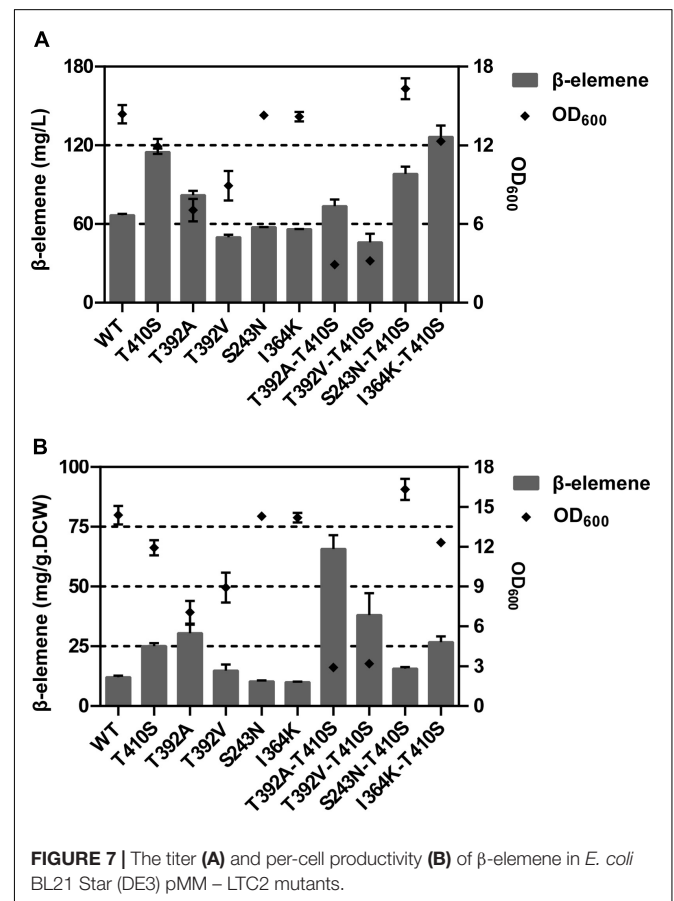 A
180
120
60
0
β-elemene (mg/L)
18
12
6
0
OD600
β-elemene
OD600
WT
T410S
T392A
T392V
S243N
I364K
T392A-T410S
T392V-T410S
S243N-T410S
I364K-T410S
B
100
75
50
25
0
β-elemene (mg/g.DCW)
18
15
12
9
6
3
0
OD600
β-elemene
OD600
WT
T410S
T392A
T392V
S243N
I364K
T392A-T410S
T392V-T410S
S243N-T410S
I364K-T410S
FIGURE 7 | The titer (A) and per-cell productivity (B) of β-elemene in E. coli
BL21 Star (DE3) pMM – LTC2 mutants.